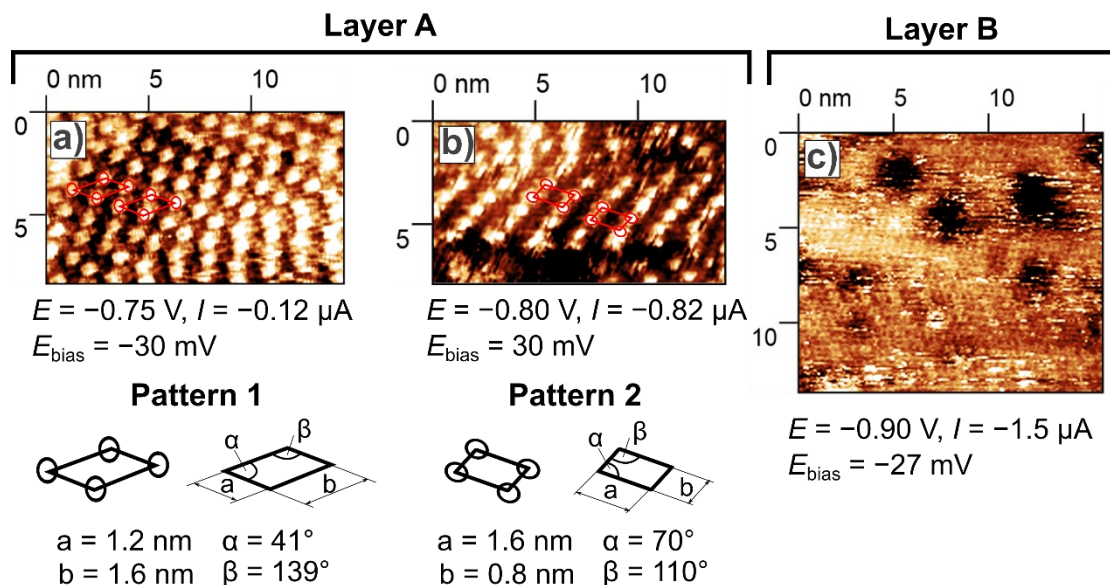 Layer A
Layer B
0 nm 5 10
0
5
a)
0 nm 5 10
0
5
b)
0 nm 5 10
0
5
10
c)
E = −0.75 V, I = −0.12 µA
E_bias = −30 mV
E = −0.80 V, I = −0.82 µA
E_bias = 30 mV
E = −0.90 V, I = −1.5 µA
E_bias = −27 mV
Pattern 1
α β
a b
a = 1.2 nm α = 41°
b = 1.6 nm β = 139°
Pattern 2
α β
a b
a = 1.6 nm α = 70°
b = 0.8 nm β = 110°